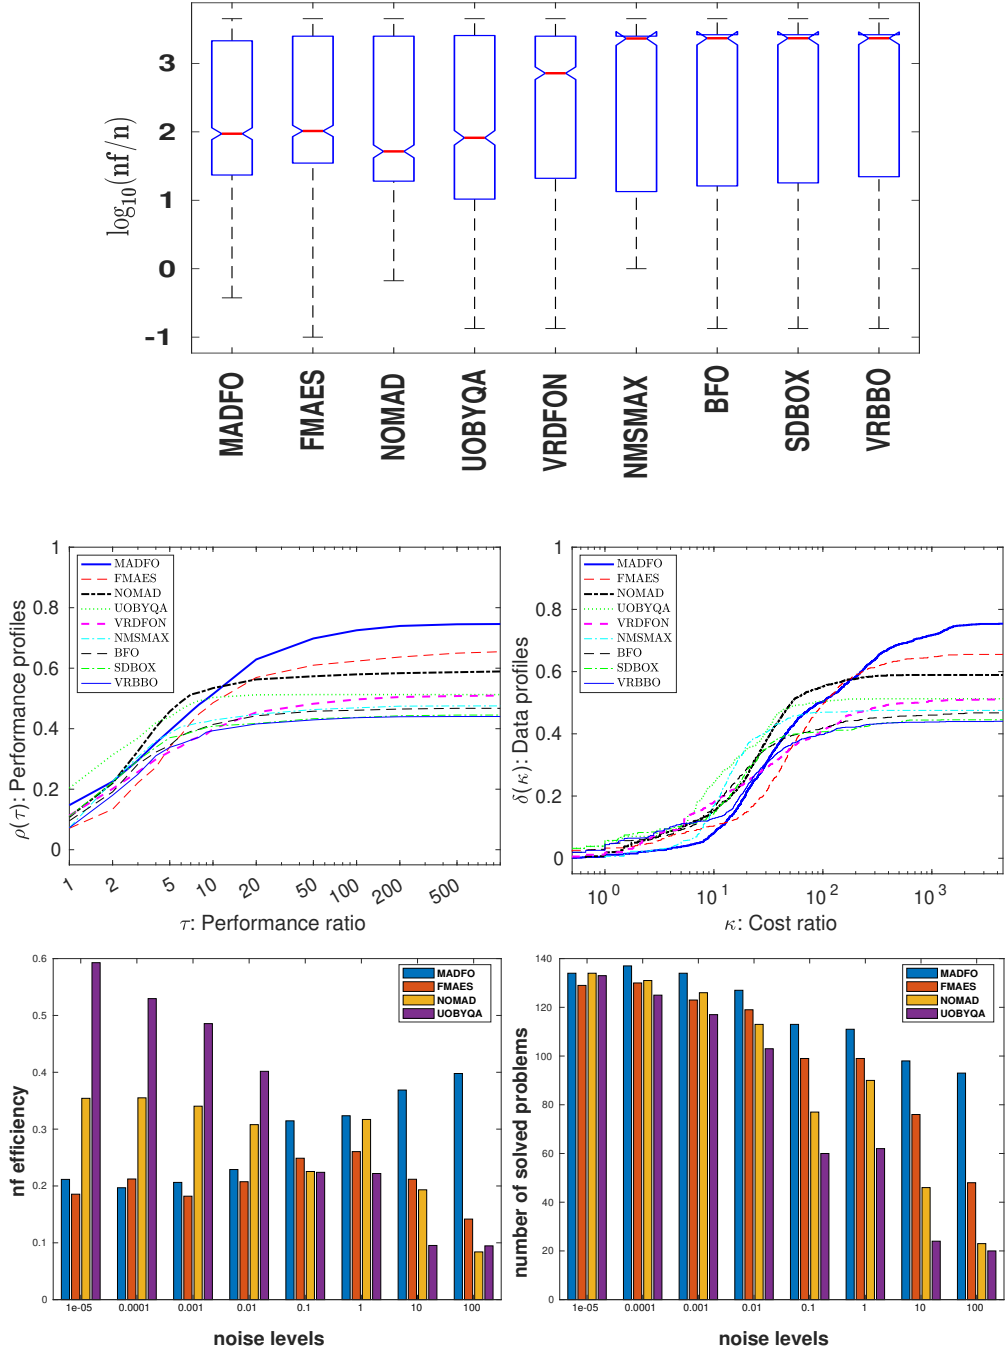 log10(nf/n)
3
2
1
0
-1
MADFO
FMAES
NOMAD
UOBYQA
VRDFON
NMSMAX
BFO
SDBOX
VRBBO
ρ(τ): Performance profiles
1
0.8
0.6
0.4
0.2
0
MADFO
FMAES
NOMAD
UOBYQA
VRDFON
NMSMAX
BFO
SDBOX
VRBBO
1 2 5 10 20 50 100 200 500
τ: Performance ratio
δ(κ): Data profiles
1
0.8
0.6
0.4
0.2
0
MADFO
FMAES
NOMAD
UOBYQA
VRDFON
NMSMAX
BFO
SDBOX
VRBBO
10^0 10^1 10^2 10^3
κ: Cost ratio
nf efficiency
0.6
0.5
0.4
0.3
0.2
0.1
0
MADFO
FMAES
NOMAD
UOBYQA
1e-05 0.0001 0.001 0.01 0.1 1 10 100
noise levels
number of solved problems
140
120
100
80
60
40
20
0
MADFO
FMAES
NOMAD
UOBYQA
1e-05 0.0001 0.001 0.01 0.1 1 10 100
noise levels